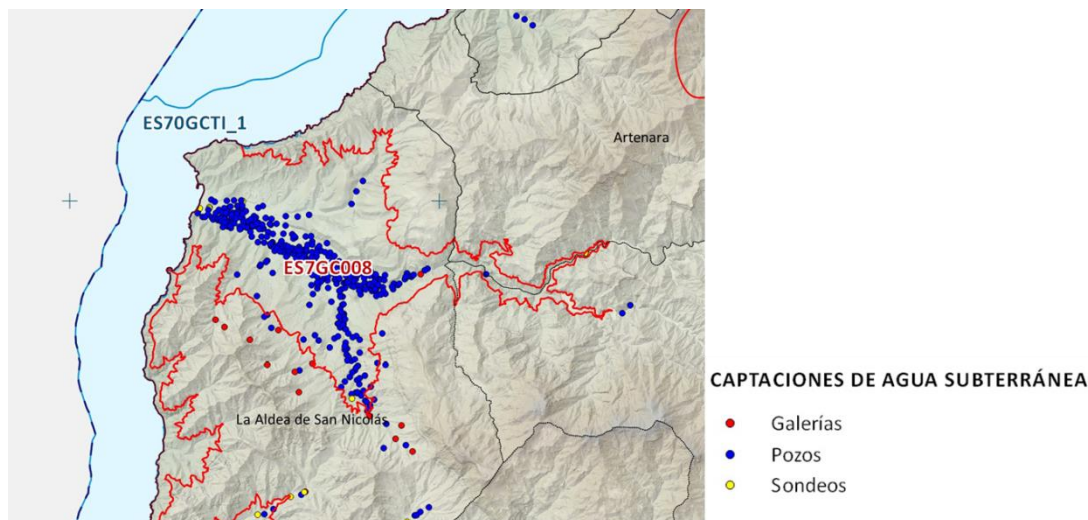 ES70GCTI_1
Artenara
ES7GC008
La Aldea de San Nicolás
CAPTACIONES DE AGUA SUBTERRÁNEA
Galerías
Pozos
Sondeos